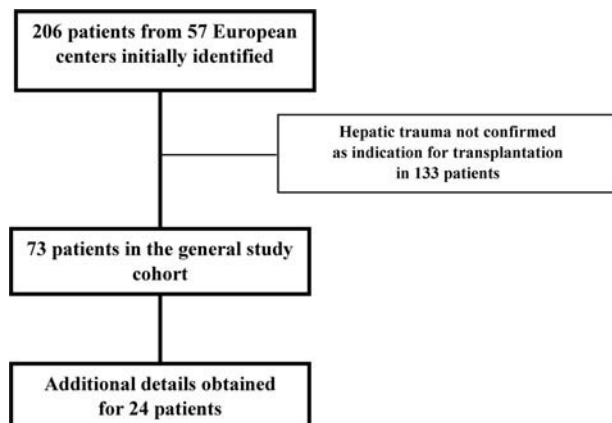 206 patients from 57 European
centers initially identified
Hepatic trauma not confirmed
as indication for transplantation
in 133 patients
73 patients in the general study
cohort
Additional details obtained
for 24 patients